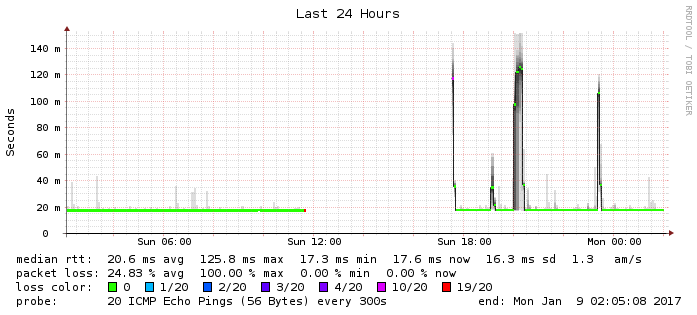 Last 24 Hours
RRDTOOL / TOBI OETIKER
Seconds
140 m
120 m
100 m
80 m
60 m
40 m
20 m
0
Sun 06:00 Sun 12:00 Sun 18:00 Mon 00:00
median rtt: 20.6 ms avg 125.8 ms max 17.3 ms min 17.6 ms now 16.3 ms sd 1.3 am/s
packet loss: 24.83 % avg 100.00 % max 0.00 % min 0.00 % now
loss color: 0 1/20 2/20 3/20 4/20 10/20 19/20
probe: 20 ICMP Echo Pings (56 Bytes) every 300s end: Mon Jan 9 02:05:08 2017